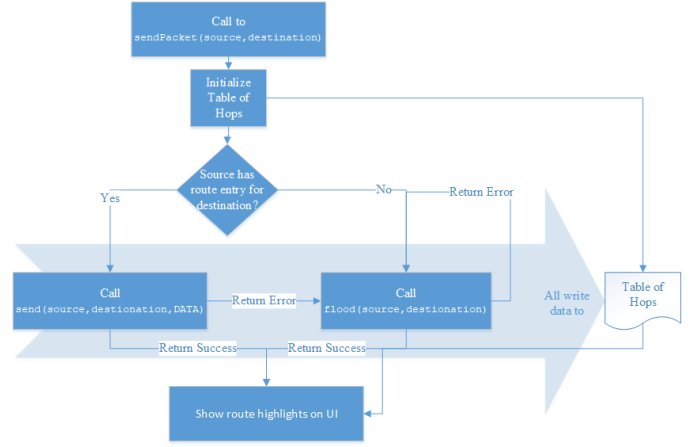 Call to
sendPacket(source,destination)
Initialize
Table of
Hops
Source has
route entry for
destination?
Yes
No
Return Error
Call
send(source,destionation,DATA)
Return Error
Call
flood(source,destionation)
All write
data to
Table of
Hops
Return Success
Return Success
Show route highlights on UI